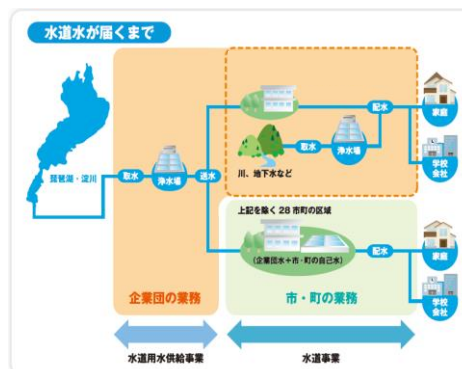 水道水が届くまで
琵琶湖・淀川
取水
浄水場
送水
川、地下水など
取水
浄水場
配水
家庭
学校
会社
上記を除く28市町の区域
(企業団水+市・町の自己水)
配水
家庭
学校
会社
企業団の業務
市・町の業務
水道用水供給事業
水道事業